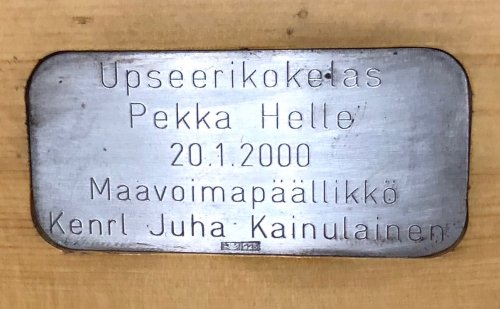 Upseerikokelas
Pekka Helle
20.1.2000
Maavoimapäällikkö
Kenrl Juha Kainulainen